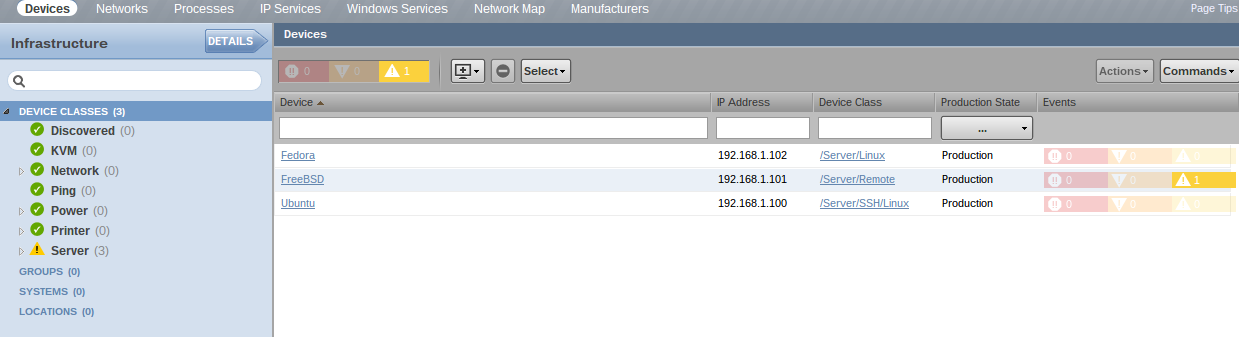 Devices Networks Processes IP Services Windows Services Network Map Manufacturers Page Tips
Infrastructure DETAILS
Devices
0 0 1 Select Actions Commands
DEVICE CLASSES (3)
Discovered (0)
KVM (0)
Network (0)
Ping (0)
Power (0)
Printer (0)
Server (3)
GROUPS (0)
SYSTEMS (0)
LOCATIONS (0)
Device IP Address Device Class Production State Events
...
Fedora 192.168.1.102 /Server/Linux Production 0 0 0
FreeBSD 192.168.1.101 /Server/Remote Production 0 0 1
Ubuntu 192.168.1.100 /Server/SSH/Linux Production 0 0 0